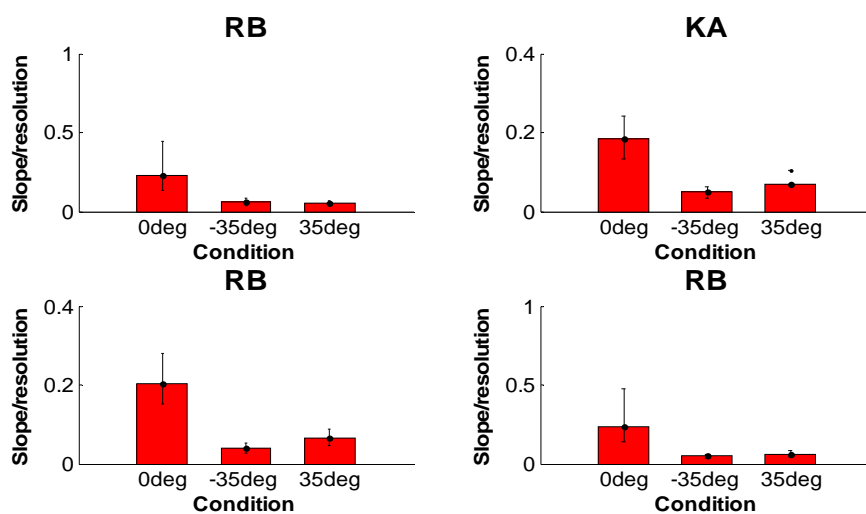 RB
Slope/resolution
1
0.5
0
0deg -35deg 35deg
Condition
KA
Slope/resolution
0.4
0.2
0
0deg -35deg 35deg
Condition
RB
Slope/resolution
0.4
0.2
0
0deg -35deg 35deg
Condition
RB
Slope/resolution
1
0.5
0
0deg -35deg 35deg
Condition